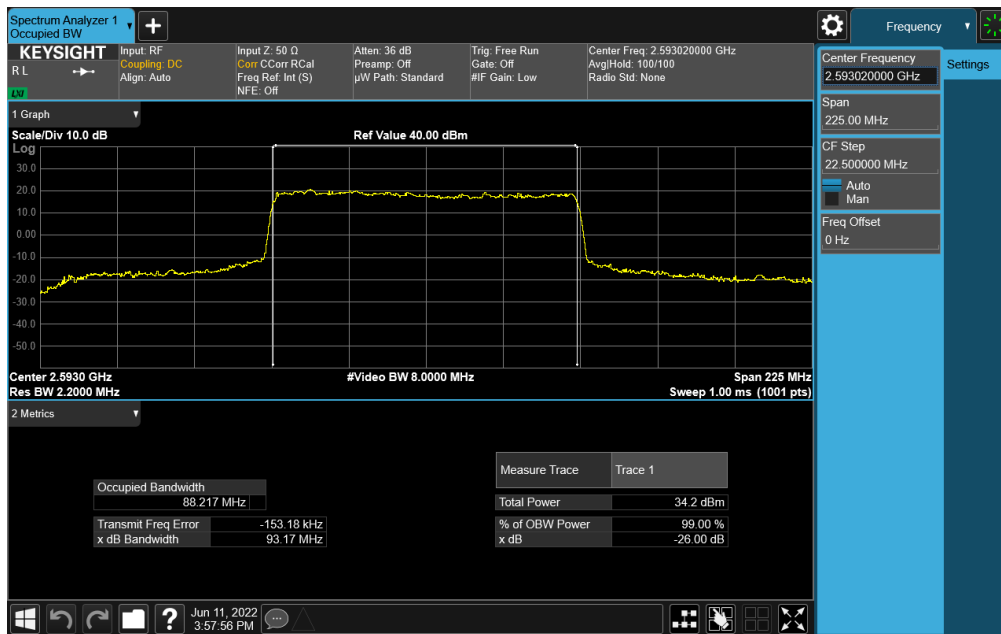 Spectrum Analyzer 1
Occupied BW
+
Frequency
KEYSIGHT
R L
LXI
Input: RF
Coupling: DC
Align: Auto
Input Z: 50 Ω
Corr CCorr RCal
Freq Ref: Int (S)
NFE: Off
Atten: 36 dB
Preamp: Off
µW Path: Standard
Trig: Free Run
Gate: Off
#IF Gain: Low
Center Freq: 2.593020000 GHz
Avg|Hold: 100/100
Radio Std: None
Center Frequency
2.593020000 GHz
Settings
Span
225.00 MHz
CF Step
22.500000 MHz
Auto
Man
Freq Offset
0 Hz
1 Graph
Scale/Div 10.0 dB
Ref Value 40.00 dBm
Log
30.0
20.0
10.0
0.00
-10.0
-20.0
-30.0
-40.0
-50.0
Center 2.5930 GHz
#Video BW 8.0000 MHz
Span 225 MHz
Res BW 2.2000 MHz
Sweep 1.00 ms (1001 pts)
2 Metrics
Measure Trace
Trace 1
Occupied Bandwidth
88.217 MHz
Total Power
34.2 dBm
Transmit Freq Error
-153.18 kHz
% of OBW Power
99.00 %
x dB Bandwidth
93.17 MHz
x dB
-26.00 dB
?
Jun 11, 2022
3:57:56 PM